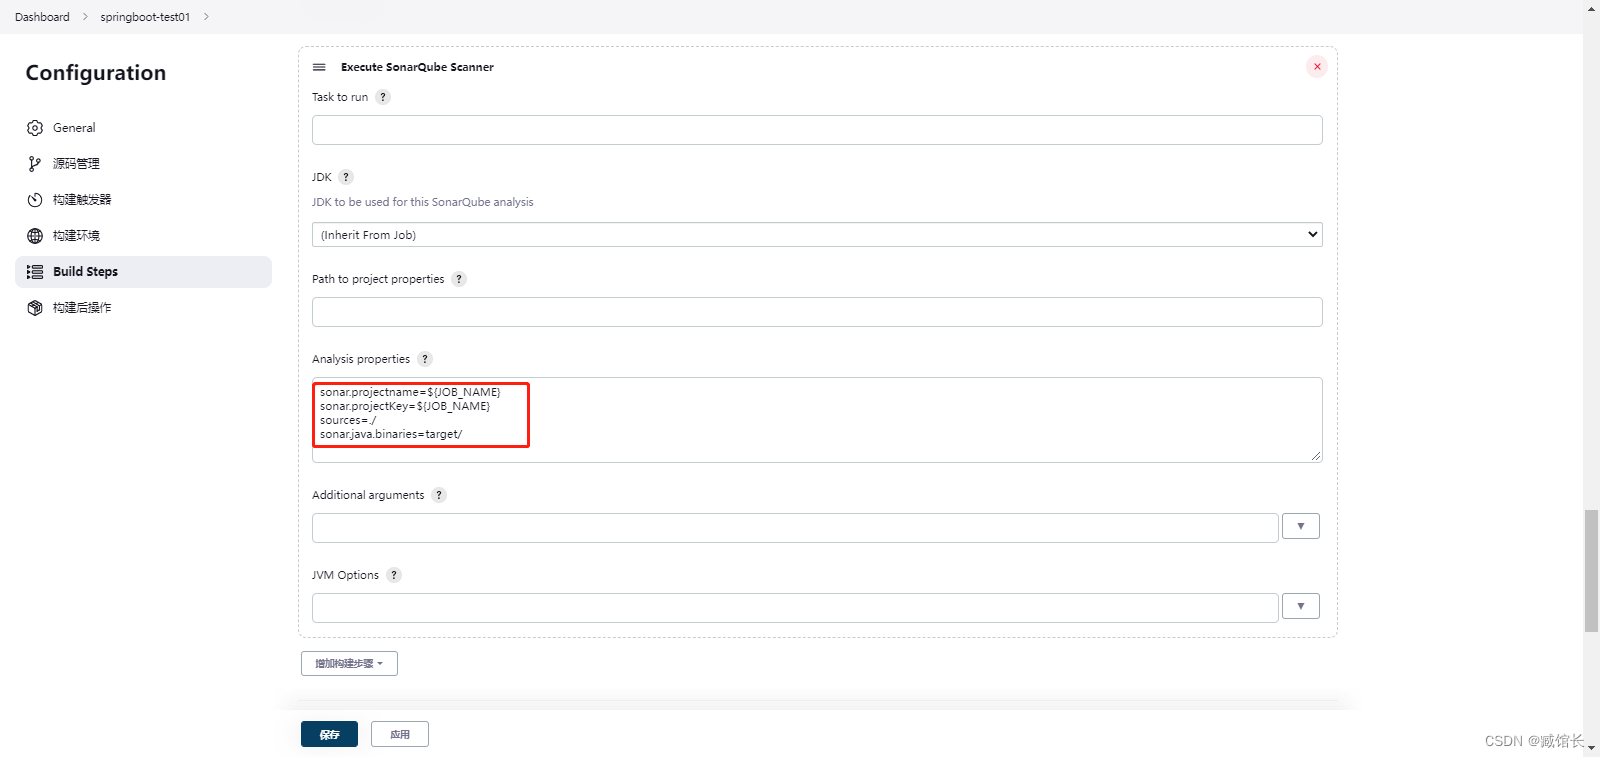 Dashboard
springboot-test01
Configuration
General
源码管理
构建触发器
构建环境
Build Steps
构建后操作
Execute SonarQube Scanner
Task to run ?
JDK ?
JDK to be used for this SonarQube analysis
(Inherit From Job)
Path to project properties ?
Analysis properties ?
sonar.projectname=${JOB_NAME}
sonar.projectKey=${JOB_NAME}
sources=./
sonar.java.binaries=target/
Additional arguments ?
JVM Options ?
增加构建步骤
保存
应用
CSDN @臧馆长